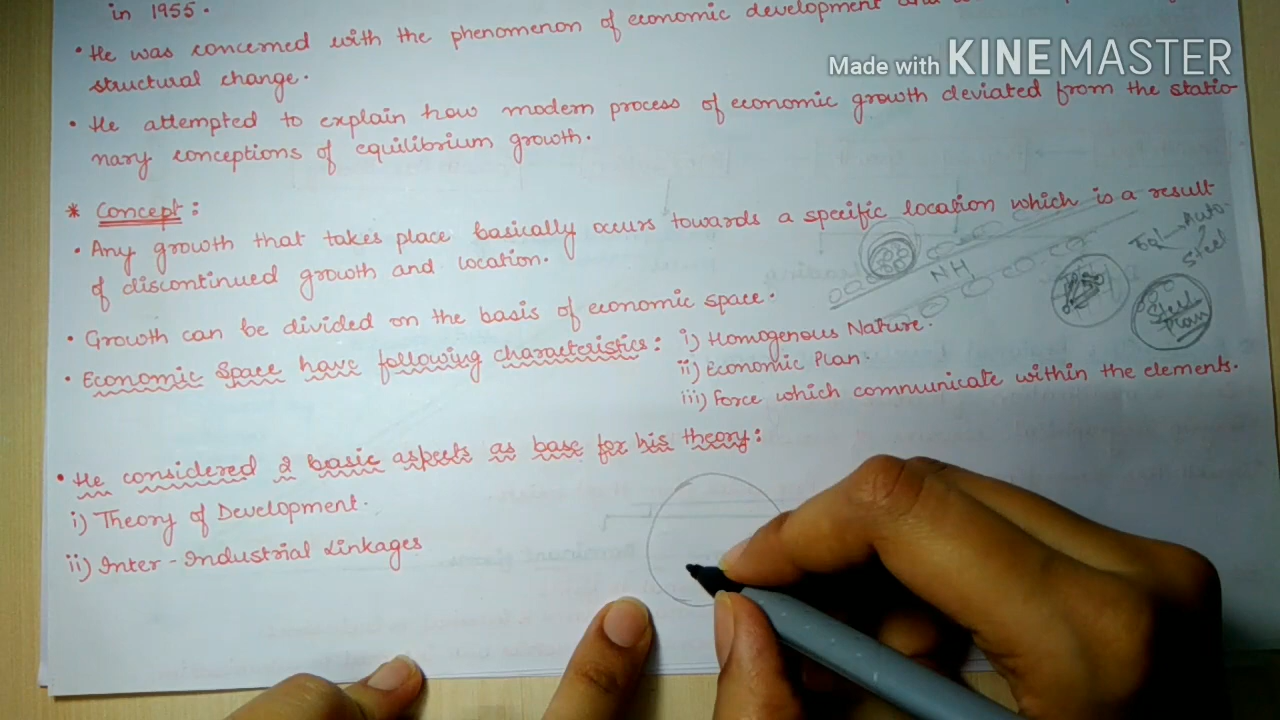 in 1955.
• He was concerned with the phenomenon of economic development and
structural change.
Made with KINEMASTER
• He attempted to explain how modern process of economic growth deviated from the statio-
nary conceptions of equilibrium growth.
* Concept:
• Any growth that takes place basically occurs towards a specific location which is a result
of discontinued growth and location.
NH
Auto-
Steel
Steel
Plan
• Growth can be divided on the basis of economic space.
• Economic Space have following characteristics: i) Homogenous Nature.
ii) Economic Plan
iii) Force which communicate within the elements.
• He considered 2 basic aspects as base for his theory:
i) Theory of Development.
ii) Inter-Industrial Linkages